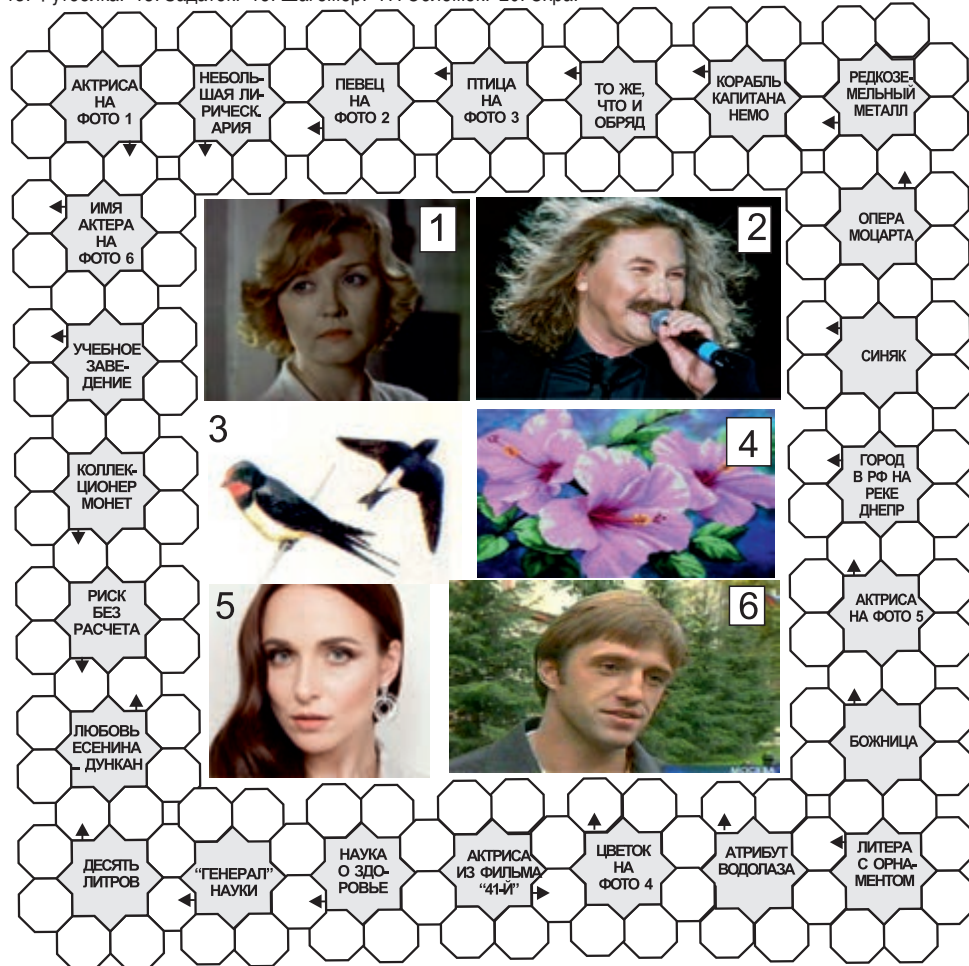 Футболка. Задаток. Шагомер. Обломок.
АКТРИСА
НА
ФОТО 1
НЕБОЛЬ-
ШАЯ ЛИ-
РИЧЕСК.
АРИЯ
ПЕВЕЦ
НА
ФОТО 2
ПТИЦА
НА
ФОТО 3
ТО ЖЕ,
ЧТО И
ОБРЯД
КОРАБЛЬ
КАПИТАНА
НЕМО
РЕДКОЗЕ-
МЕЛЬНЫЙ
МЕТАЛЛ
ИМЯ
АКТЕРА
НА
ФОТО 6
1
2
ОПЕРА
МОЦАРТА
УЧЕБНОЕ
ЗАВЕ-
ДЕНИЕ
СИНЯК
3
4
КОЛЛЕК-
ЦИОНЕР
МОНЕТ
ГОРОД
В РФ НА
РЕКЕ
ДНЕПР
РИСК
БЕЗ
РАСЧЕТА
5
6
АКТРИСА
НА ФОТО 5
ЛЮБОВЬ
ЕСЕНИНА
- ДУНКАН
БОЖНИЦА
ДЕСЯТЬ
ЛИТРОВ
“ГЕНЕРАЛ”
НАУКИ
НАУКА
О ЗДО-
РОВЬЕ
АКТРИСА
ИЗ ФИЛЬМА
“41-Й”
ЦВЕТОК
НА
ФОТО 4
АТРИБУТ
ВОДОЛАЗА
ЛИТЕРА
С ОРНА-
МЕНТОМ